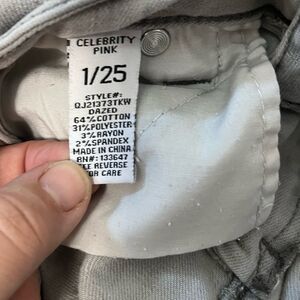 CELEBRITY
PINK
1/25
STYLE#:
QJ21373TKW
DAZED
64%COTTON
31%POLYESTER
3%RAYON
2%SPANDEX
MADE IN CHINA
RN#: 133647
SEE REVERSE
FOR CARE